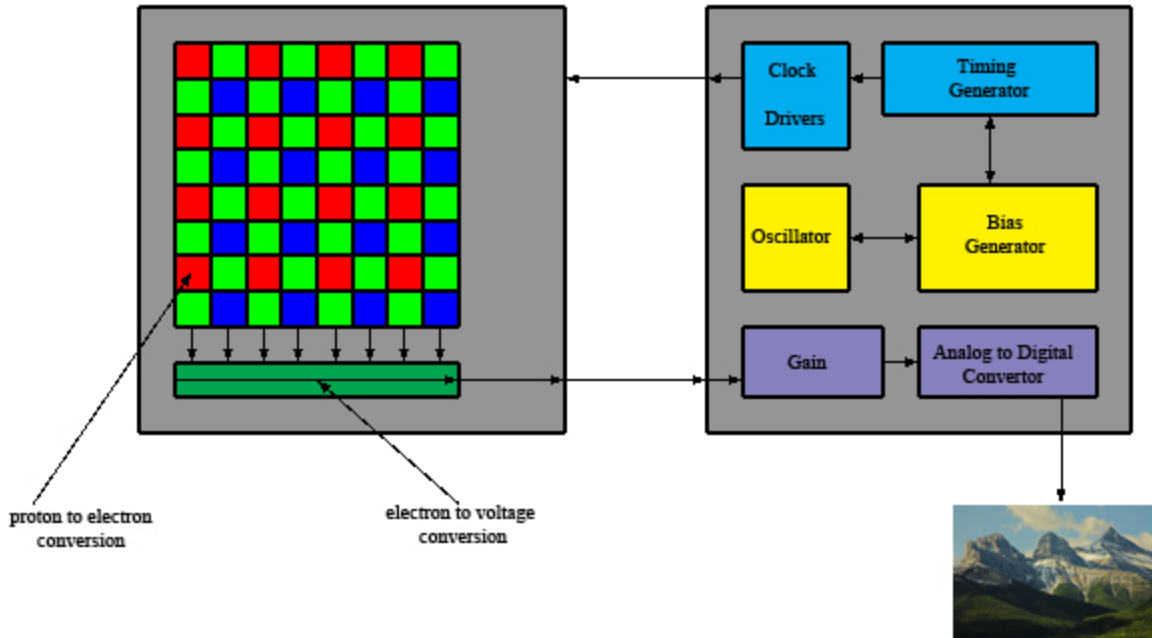 Clock
Drivers
Timing
Generator
Oscillator
Bias
Generator
Gain
Analog to Digital
Convertor
proton to electron
conversion
electron to voltage
conversion